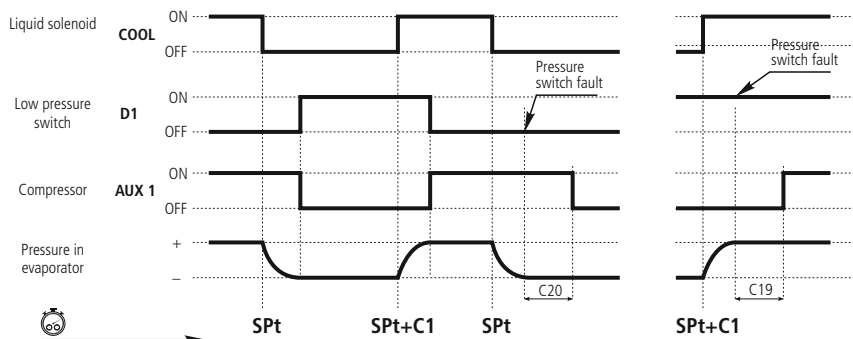 Liquid solenoid
COOL
ON
OFF
Pressure
switch fault
Pressure
switch fault
Low pressure
switch
D1
ON
OFF
Compressor
AUX 1
ON
OFF
Pressure in
evaporator
+
–
C20
C19
SPt
SPt+C1
SPt
SPt+C1